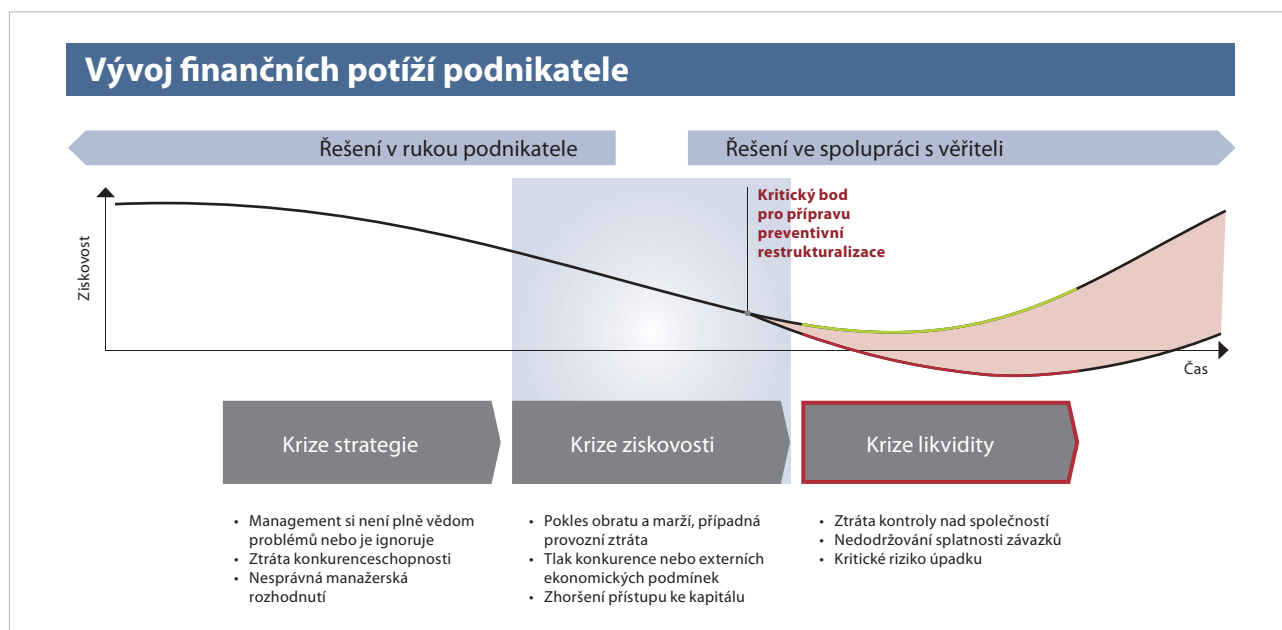 Vývoj finančních potíží podnikatele
Řešení v rukou podnikatele
Řešení ve spolupráci s věřiteli
Kritický bod
pro přípravu
preventivní
restrukturalizace
Ziskovost
Čas
Krize strategie
Krize ziskovosti
Krize likvidity
• Management si není plně vědom
problémů nebo je ignoruje
• Ztráta konkurenceschopnosti
• Nesprávná manažerská
rozhodnutí
• Pokles obratu a marží, případná
provozní ztráta
• Tlak konkurence nebo externích
ekonomických podmínek
• Zhoršení přístupu ke kapitálu
• Ztráta kontroly nad společností
• Nedodržování splatnosti závazků
• Kritické riziko úpadku